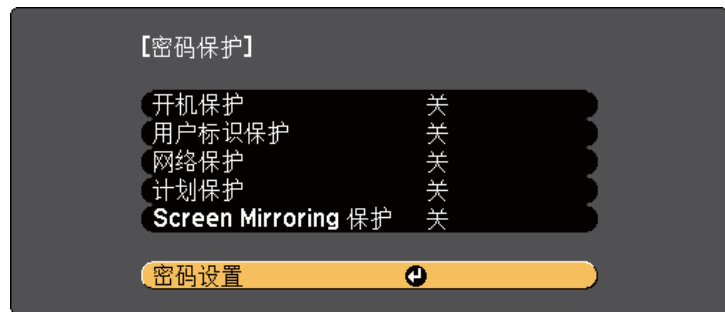 【密码保护】
开机保护 关
用户标识保护 关
网络保护 关
计划保护 关
Screen Mirroring 保护 关
密码设置